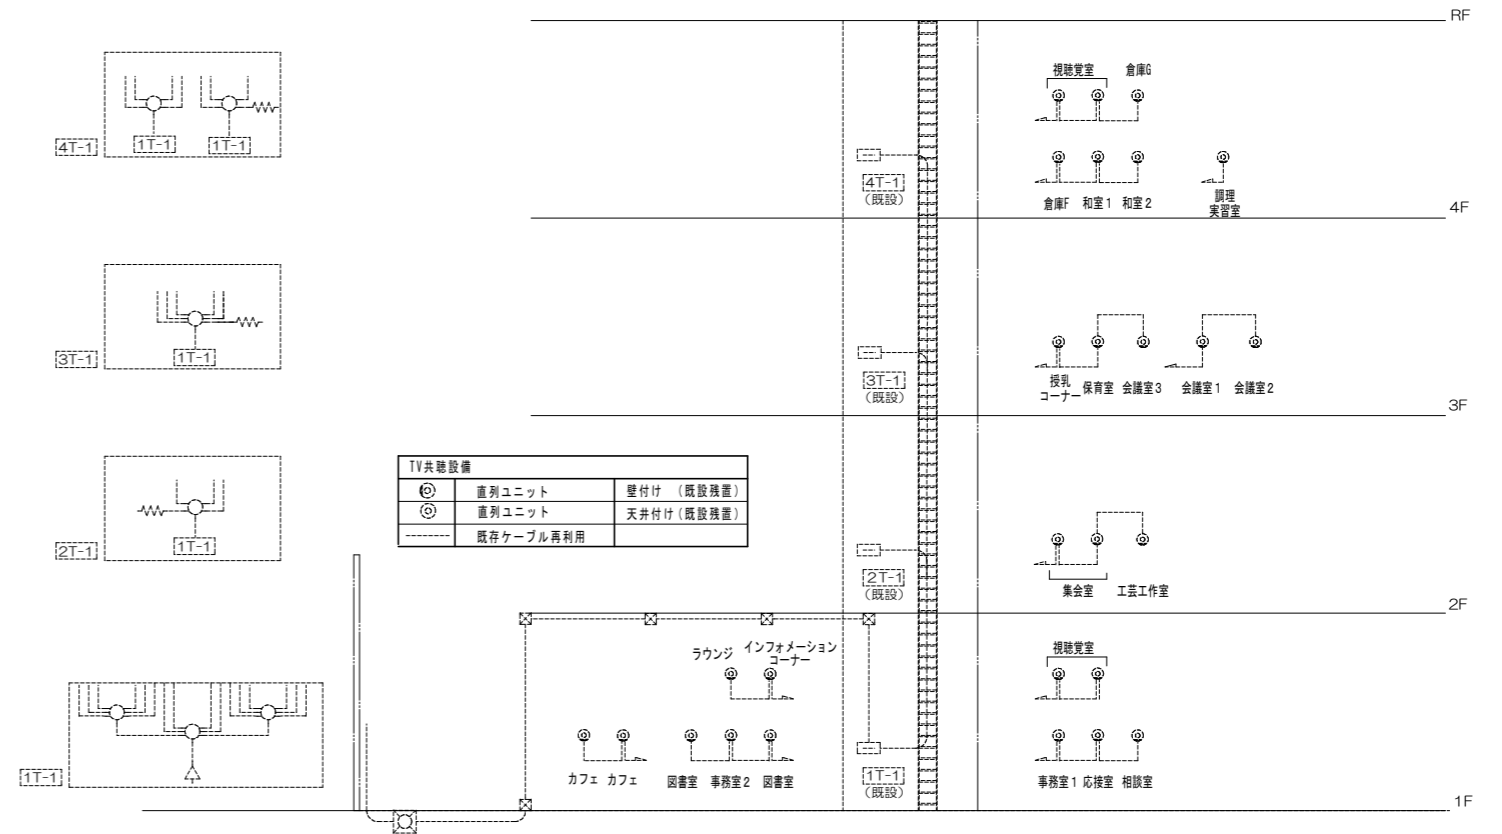 RF
視聴覚室 倉庫G
4T-1
1T-1 1T-1
4T-1
(既設)
倉庫F 和室1 和室2
調理
実習室
4F
3T-1
1T-1
3T-1
(既設)
授乳
コーナー
保育室 会議室3 会議室1 会議室2
3F
TV共聴設備
直列ユニット 壁付け (既設残置)
直列ユニット 天井付け(既設残置)
既存ケーブル再利用
2T-1
1T-1
2T-1
(既設)
集会室 工芸工作室
2F
ラウンジ
インフォメーション
コーナー
視聴覚室
1T-1
カフェ カフェ 図書室 事務室2 図書室
1T-1
(既設)
事務室1 応接室 相談室
1F